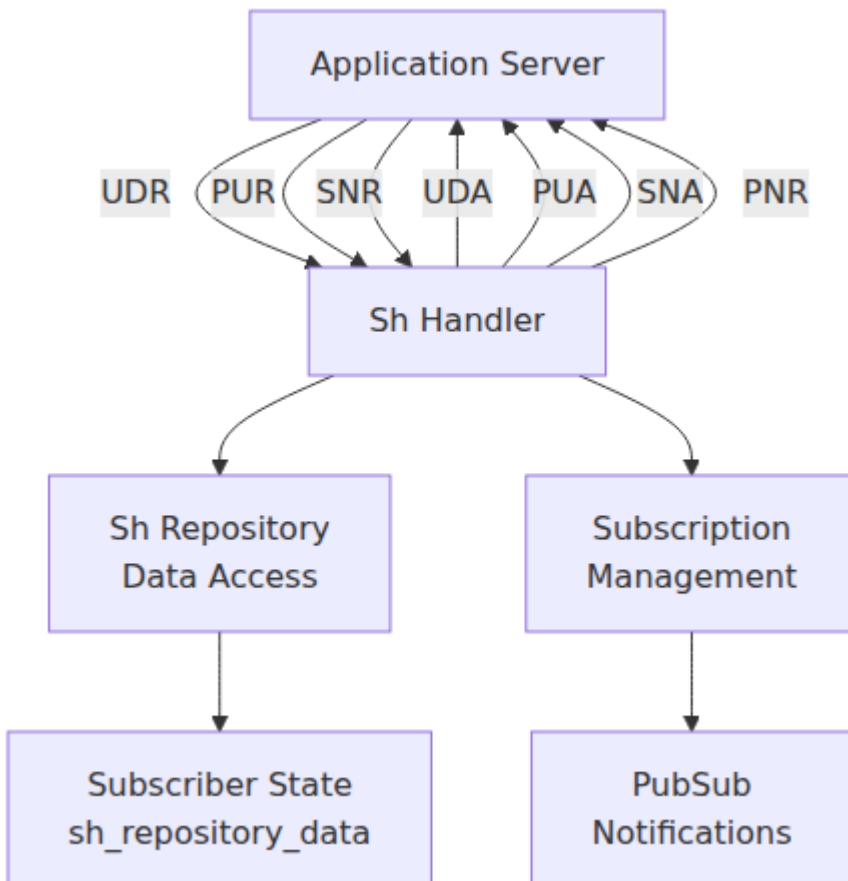 Application Server
UDR PUR SNR UDA PUA SNA PNR
Sh Handler
Sh Repository
Data Access
Subscription
Management
Subscriber State
sh_repository_data
PubSub
Notifications